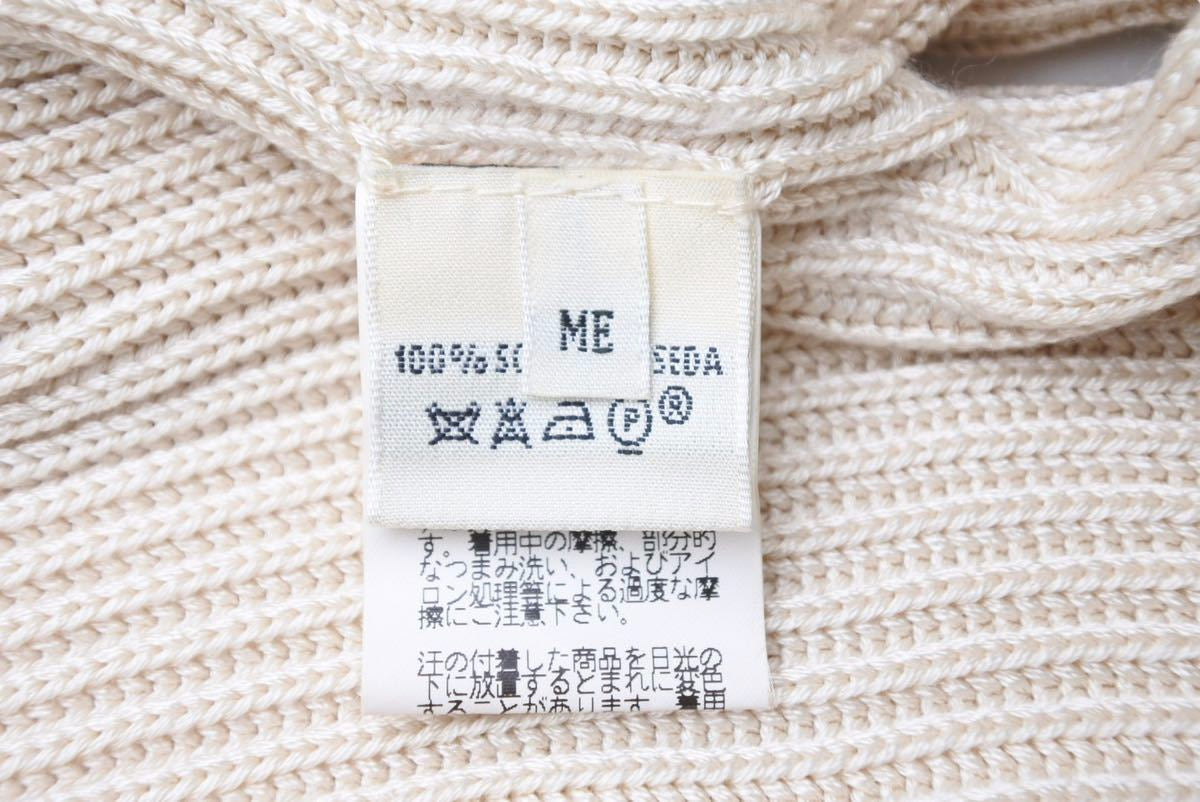 ME
100% SEDA
P
®
す。着用中の摩擦、部分的
なつまみ洗い、およびアイ
ロン処理等による過度な摩
擦にご注意下さい。
汗の付着した商品を日光の
下に放置するとまれに変色
することがあります。着用